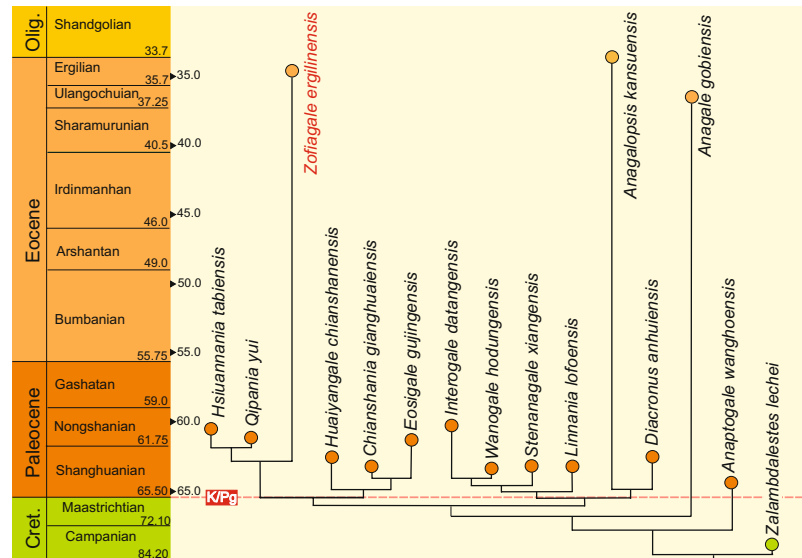 Olig.
Shandgolian
33.7
Eocene
Ergilian
35.7
Ulangochuian
37.25
Sharamurunian
40.5
Irdinmanhan
46.0
Arshantan
49.0
Bumbanian
55.75
Paleocene
Gashatan
59.0
Nongshanian
61.75
Shanghuanian
65.50
Cret.
Maastrichtian
72.10
Campanian
84.20
35.0
40.0
45.0
50.0
55.0
60.0
65.0
K/Pg
Hsiuannania tabiensis
Qipania yui
Zofiagale ergilinensis
Huaiyangale chianshanensis
Chianshania gianghuaiensis
Eosigale gujingensis
Interogale datangensis
Wanogale hodungensis
Stenanagale xiangensis
Linnania lofoensis
Anagalopsis kansuensis
Diacronus anhuiensis
Anagale gobiensis
Anaptogale wanghoensis
Zalambdalestes lechei